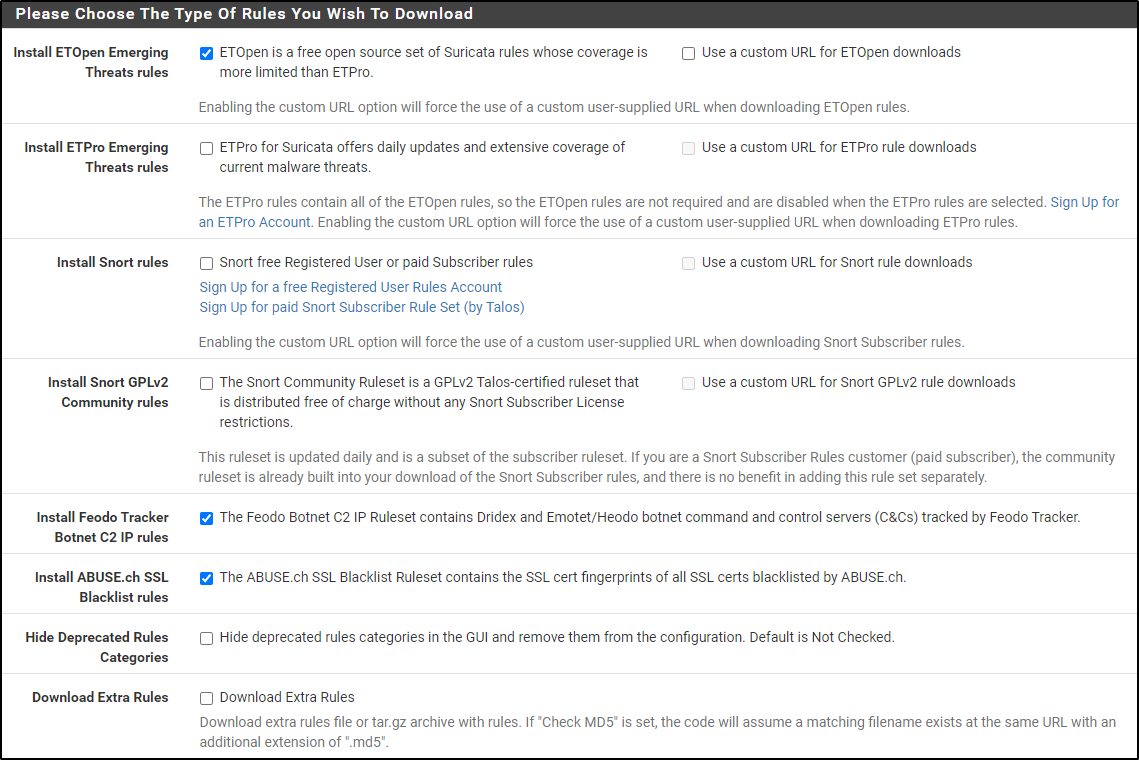 Please Choose The Type Of Rules You Wish To Download
Install ETOpen Emerging
Threats rules
ETOpen is a free open source set of Suricata rules whose coverage is
more limited than ETPro.
Use a custom URL for ETOpen downloads
Enabling the custom URL option will force the use of a custom user-supplied URL when downloading ETOpen rules.
Install ETPro Emerging
Threats rules
ETPro for Suricata offers daily updates and extensive coverage of
current malware threats.
Use a custom URL for ETPro rule downloads
The ETPro rules contain all of the ETOpen rules, so the ETOpen rules are not required and are disabled when the ETPro rules are selected. Sign Up for
an ETPro Account. Enabling the custom URL option will force the use of a custom user-supplied URL when downloading ETPro rules.
Install Snort rules
Snort free Registered User or paid Subscriber rules
Use a custom URL for Snort rule downloads
Sign Up for a free Registered User Rules Account
Sign Up for paid Snort Subscriber Rule Set (by Talos)
Enabling the custom URL option will force the use of a custom user-supplied URL when downloading Snort Subscriber rules.
Install Snort GPLv2
Community rules
The Snort Community Ruleset is a GPLv2 Talos-certified ruleset that
is distributed free of charge without any Snort Subscriber License
restrictions.
Use a custom URL for Snort GPLv2 rule downloads
This ruleset is updated daily and is a subset of the subscriber ruleset. If you are a Snort Subscriber Rules customer (paid subscriber), the community
ruleset is already built into your download of the Snort Subscriber rules, and there is no benefit in adding this rule set separately.
Install Feodo Tracker
Botnet C2 IP rules
The Feodo Botnet C2 IP Ruleset contains Dridex and Emotet/Heodo botnet command and control servers (C&Cs) tracked by Feodo Tracker.
Install ABUSE.ch SSL
Blacklist rules
The ABUSE.ch SSL Blacklist Ruleset contains the SSL cert fingerprints of all SSL certs blacklisted by ABUSE.ch.
Hide Deprecated Rules
Categories
Hide deprecated rules categories in the GUI and remove them from the configuration. Default is Not Checked.
Download Extra Rules
Download Extra Rules
Download extra rules file or tar.gz archive with rules. If "Check MD5" is set, the code will assume a matching filename exists at the same URL with an
additional extension of ".md5".